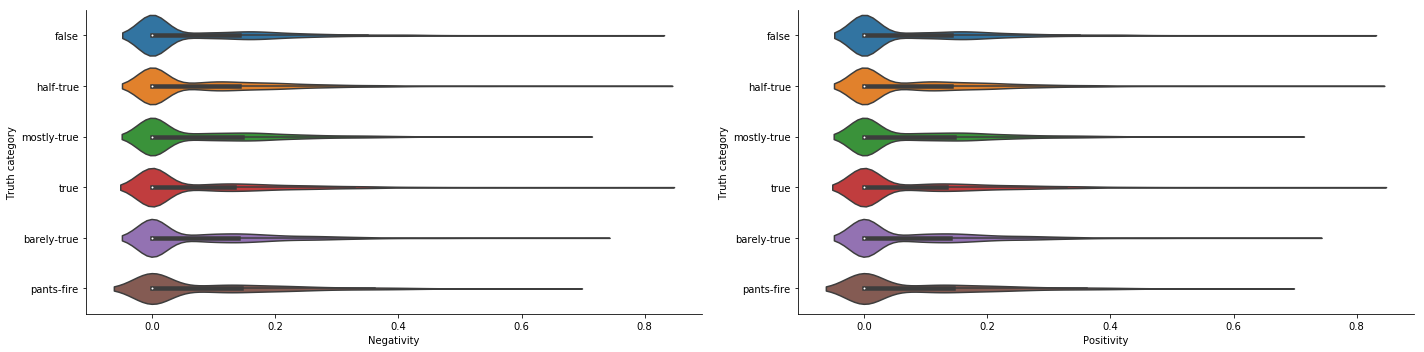 Truth category
false
half-true
mostly-true
true
barely-true
pants-fire
0.0 0.2 0.4 0.6 0.8
Negativity
Truth category
false
half-true
mostly-true
true
barely-true
pants-fire
0.0 0.2 0.4 0.6 0.8
Positivity